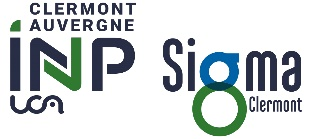 CLERMONT
AUVERGNE
INP
UCA
Sigma
Clermont